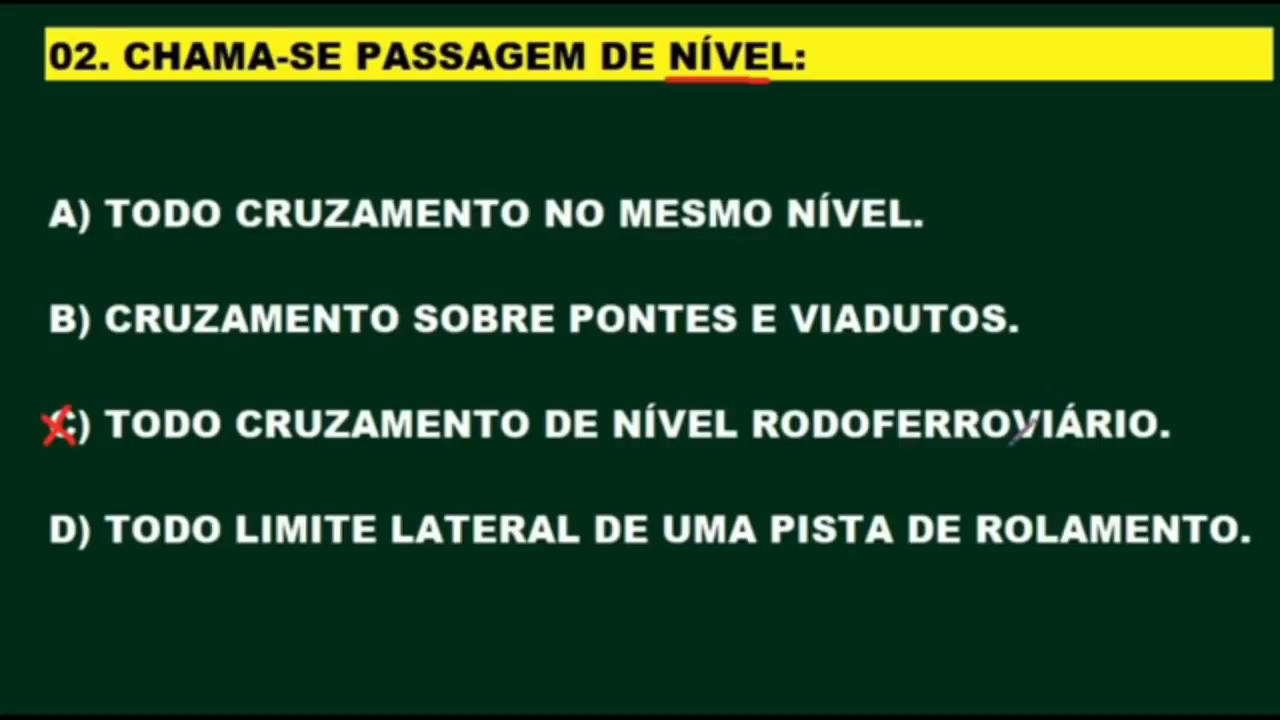 02. CHAMA-SE PASSAGEM DE NÍVEL:
A) TODO CRUZAMENTO NO MESMO NÍVEL.
B) CRUZAMENTO SOBRE PONTES E VIADUTOS.
C) TODO CRUZAMENTO DE NÍVEL RODOFERROVIÁRIO.
D) TODO LIMITE LATERAL DE UMA PISTA DE ROLAMENTO.